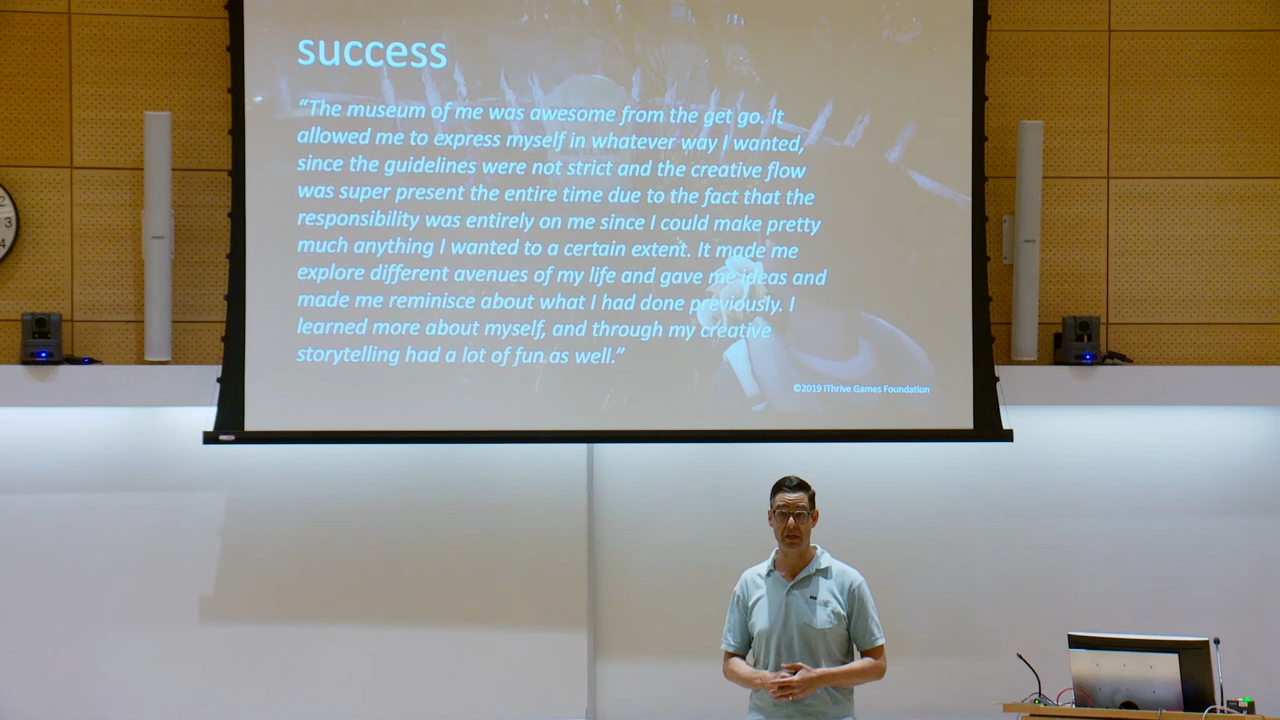 success
“The museum of me was awesome from the get go. It
allowed me to express myself in whatever way I wanted,
since the guidelines were not strict and the creative flow
was super present the entire time due to the fact that the
responsibility was entirely on me since I could make pretty
much anything I wanted to a certain extent. It made me
explore different avenues of my life and gave me ideas and
made me reminisce about what I had done previously. I
learned more about myself, and through my creative
storytelling had a lot of fun as well.”
©2019 iThrive Games Foundation
2
3
4